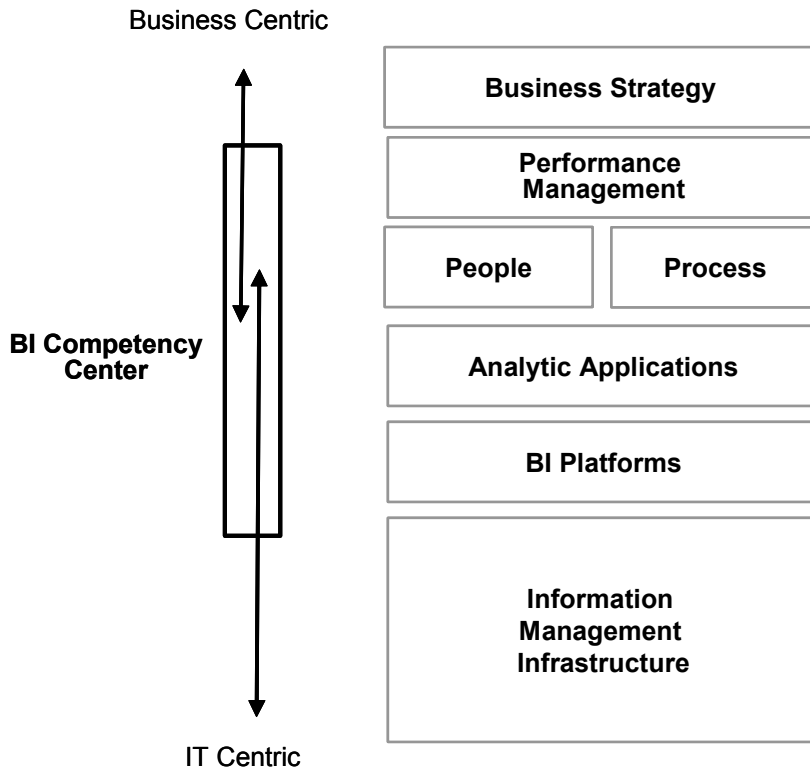 Business Centric
Business Strategy
Performance
Management
People
Process
BI Competency
Center
Analytic Applications
BI Platforms
Information
Management
Infrastructure
IT Centric